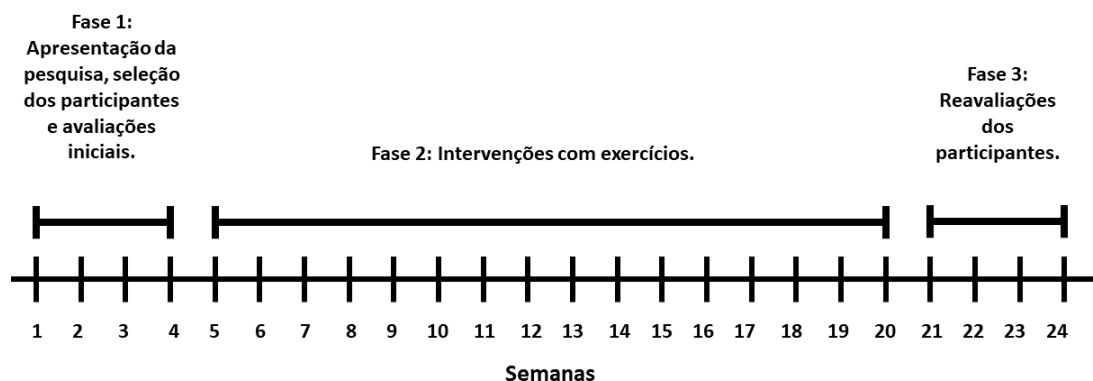 Fase 1:
Apresentação da
pesquisa, seleção
dos participantes
e avaliações
iniciais.
Fase 2: Intervenções com exercícios.
Fase 3:
Reavaliações
dos
participantes.
1 2 3 4 5 6 7 8 9 10 11 12 13 14 15 16 17 18 19 20 21 22 23 24
Semanas